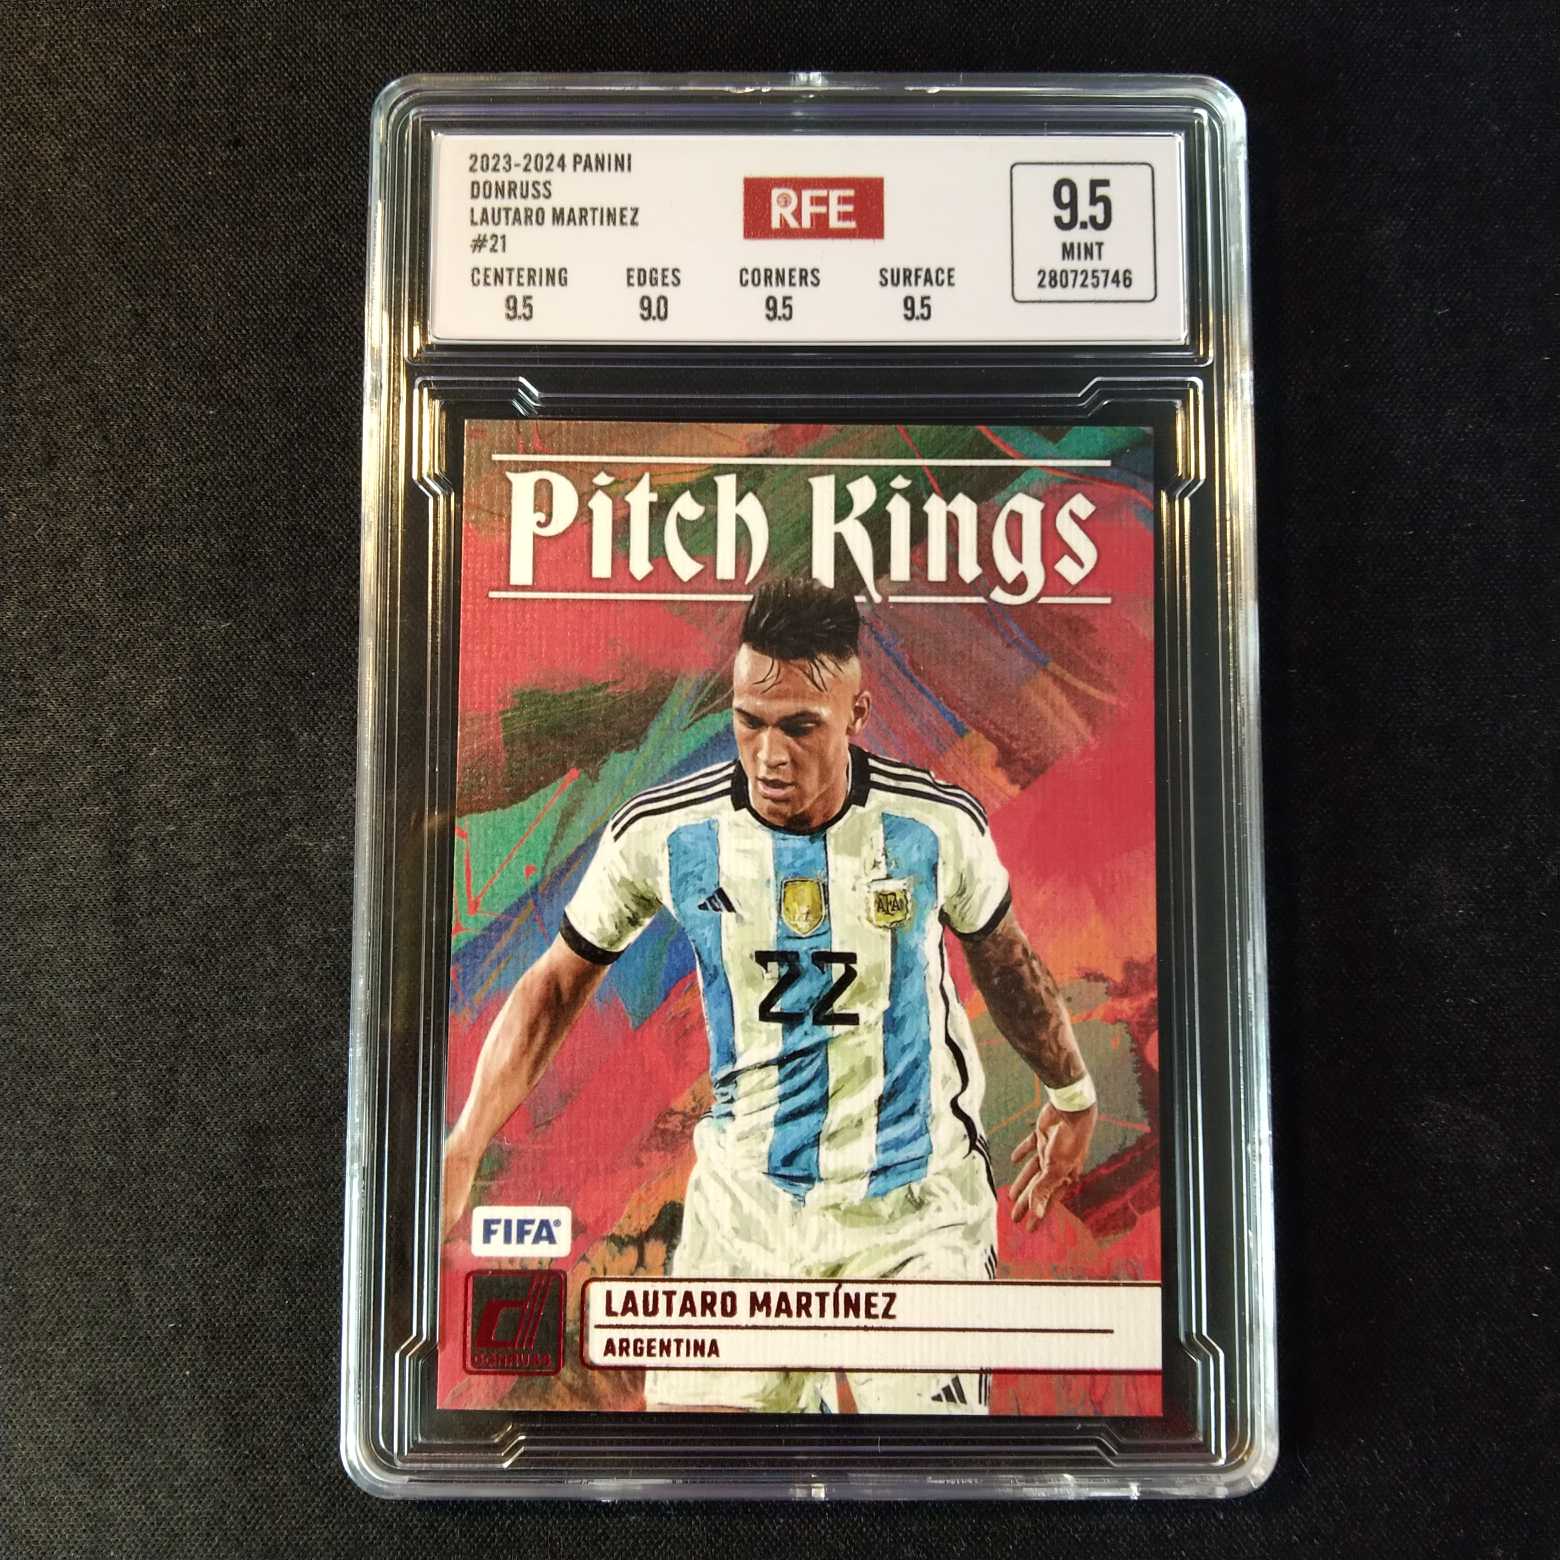 2023-2024 PANINI
DONRUSS
LAUTARO MARTINEZ
#21
CENTERING EDGES CORNERS SURFACE
9.5 9.0 9.5 9.5
RFE
9.5
MINT
280725746
Pitch Kings
AFA
22
FIFA®
DONRUSS
LAUTARO MARTÍNEZ
ARGENTINA